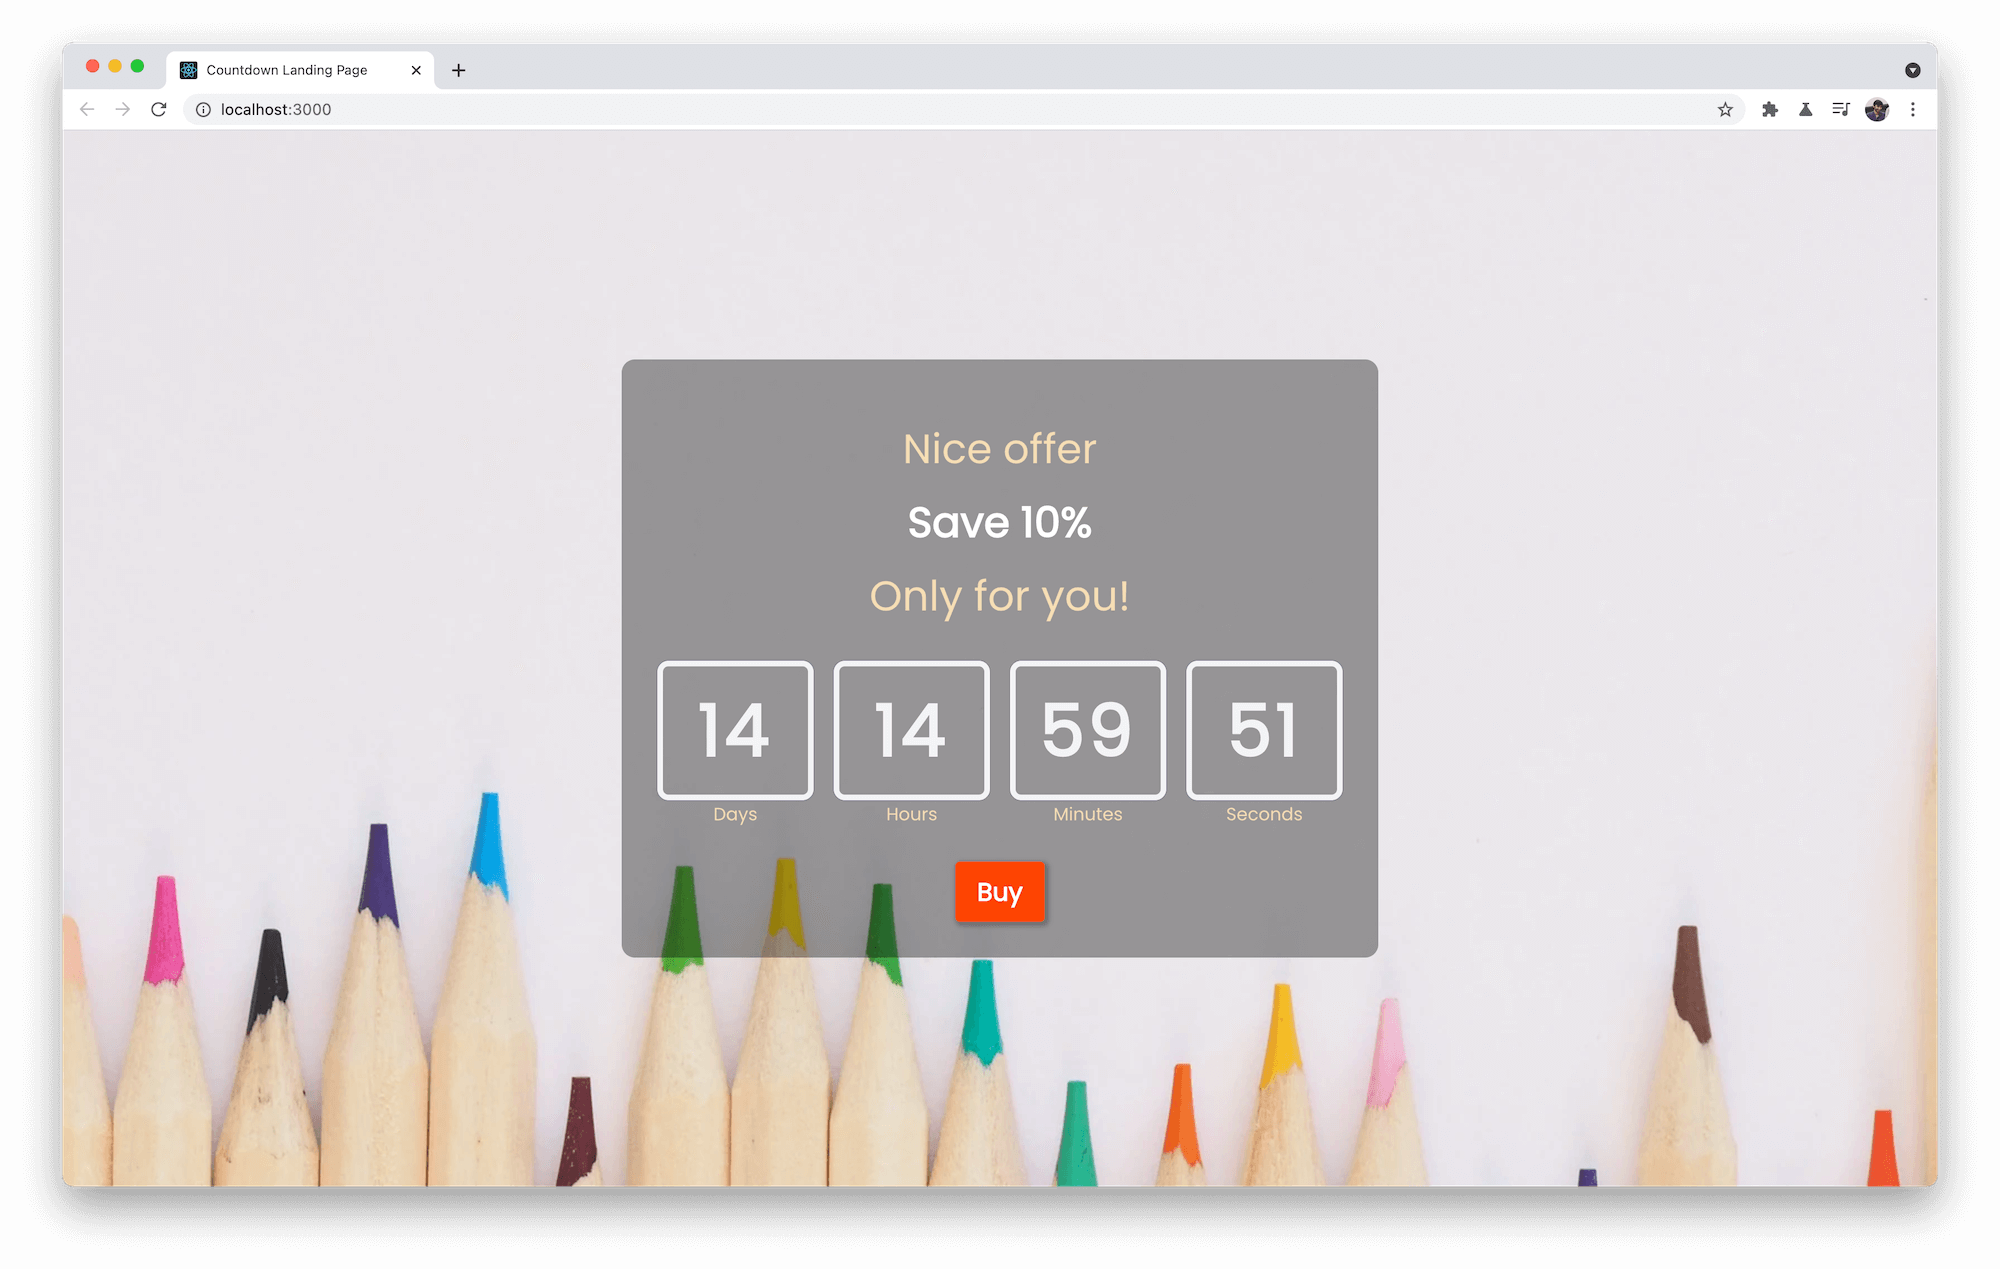 Countdown Landing Page
localhost:3000
Nice offer
Save 10%
Only for you!
14 14 59 51
Days Hours Minutes Seconds
Buy